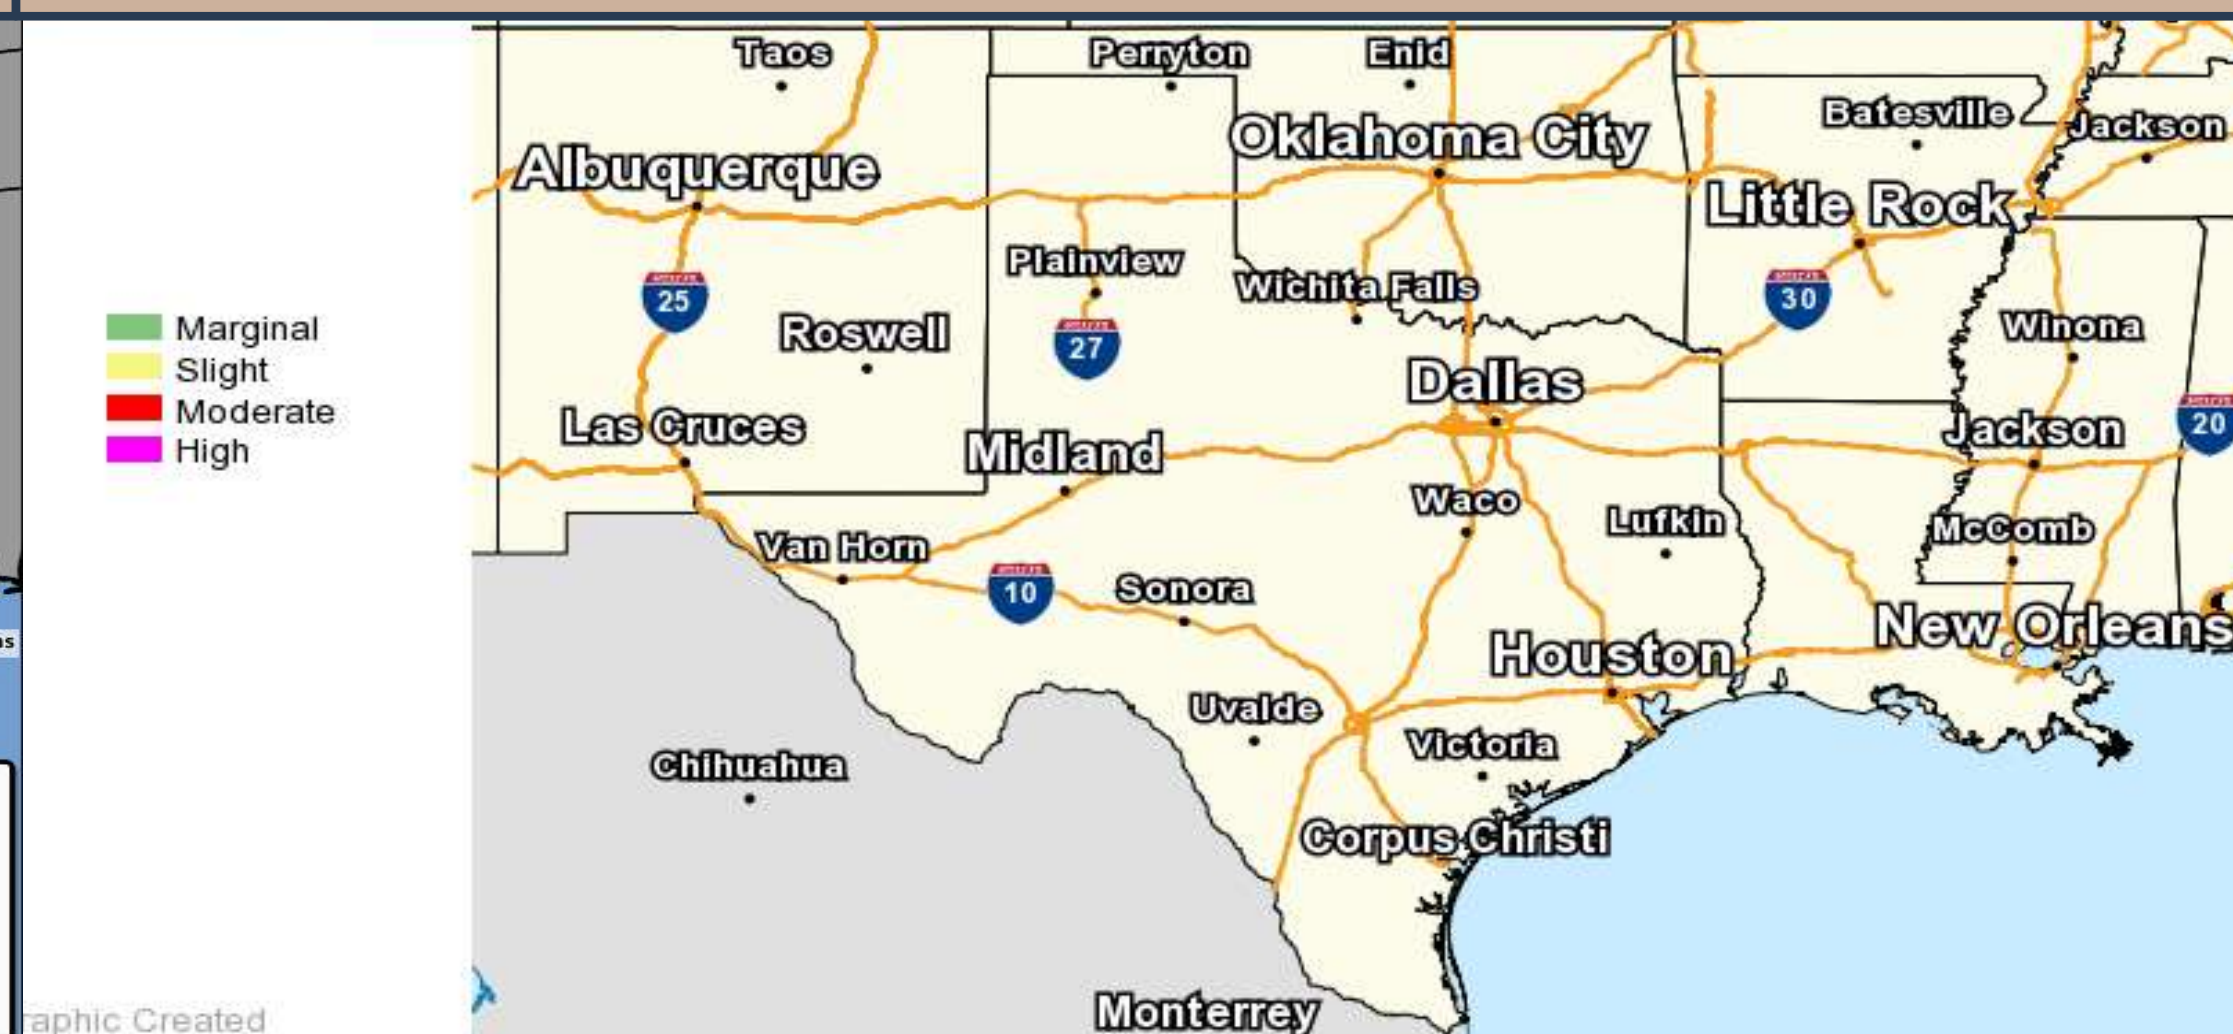 Taos
Perryton
Enid
Batesville
Jackson
Oklahoma City
Albuquerque
Little Rock
Plainview
Wichita Falls
25
30
Roswell
27
Winona
Marginal
Slight
Moderate
High
Dallas
Las Cruces
Midland
Jackson
20
Waco
Lufkin
McComb
Van Horn
10
Sonora
New Orleans
Houston
Uvalde
Victoria
Chihuahua
Corpus Christi
Monterrey
raphic Created